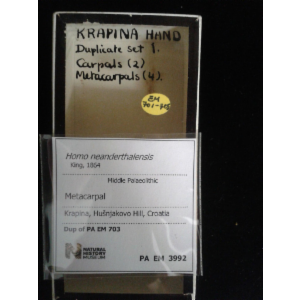 KRAPINA HAND
Duplicate set 1.
Carpals (2)
Metacarpals (4).
EM
Homo neanderthalensis
King, 1864
Middle Palaeolithic
Metacarpal
Krapina, Hušnjakovo Hill, Croatia
Dup of PA EM 703
NATURAL
HISTORY
MUSEUM
PA EM 3992